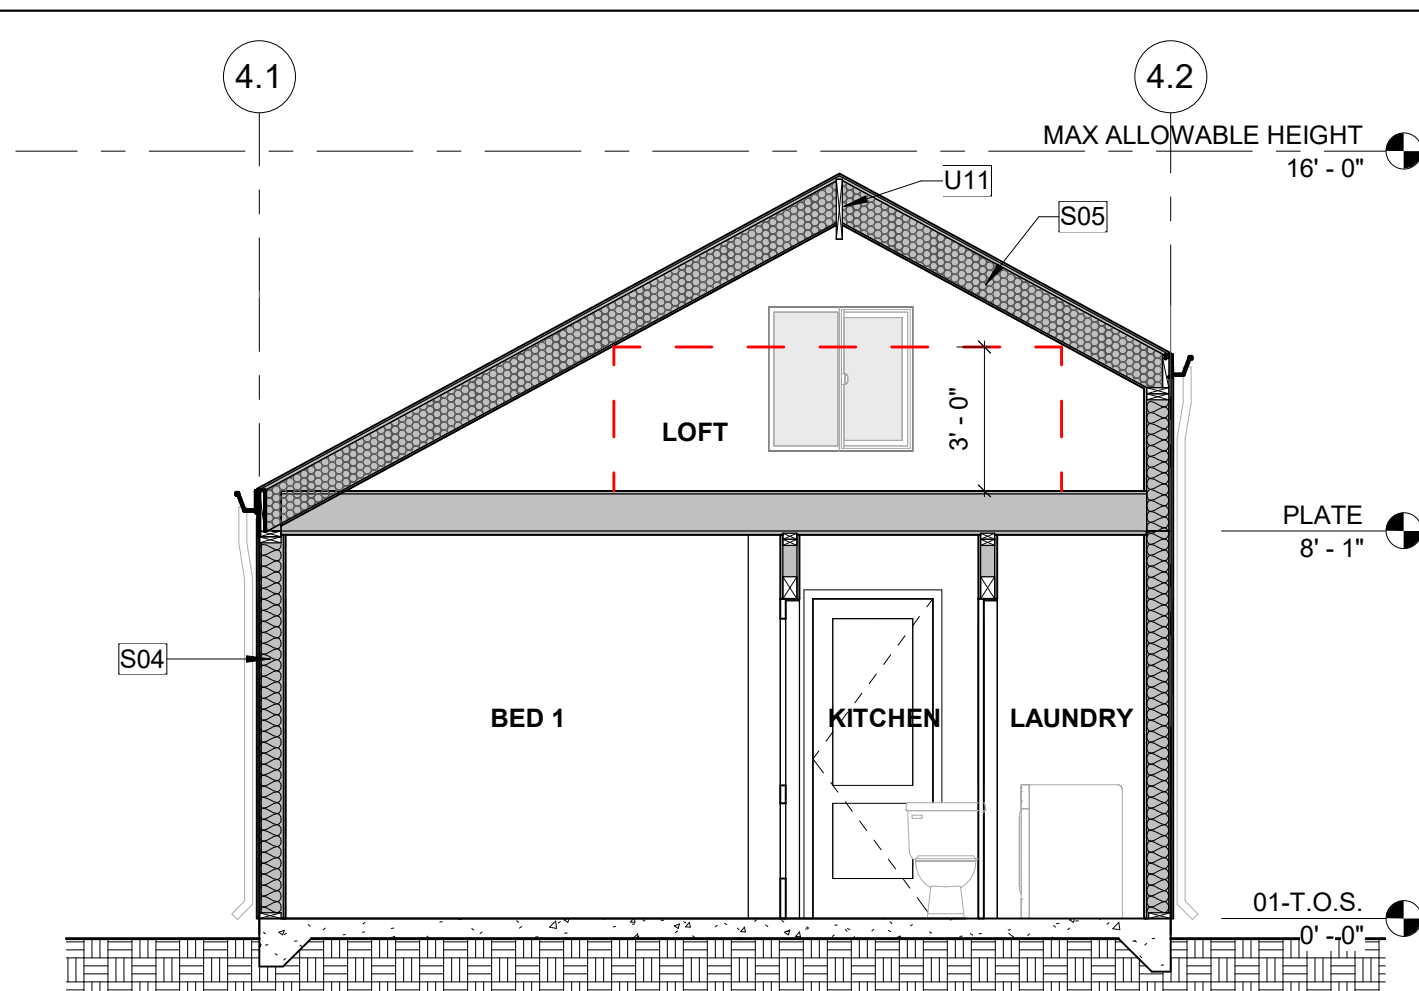 4.1
4.2
MAX ALLOWABLE HEIGHT
16' - 0"
U11
S05
LOFT
3' - 0"
PLATE
8' - 1"
S04
BED 1
KITCHEN
LAUNDRY
01-T.O.S.
0' - 0"